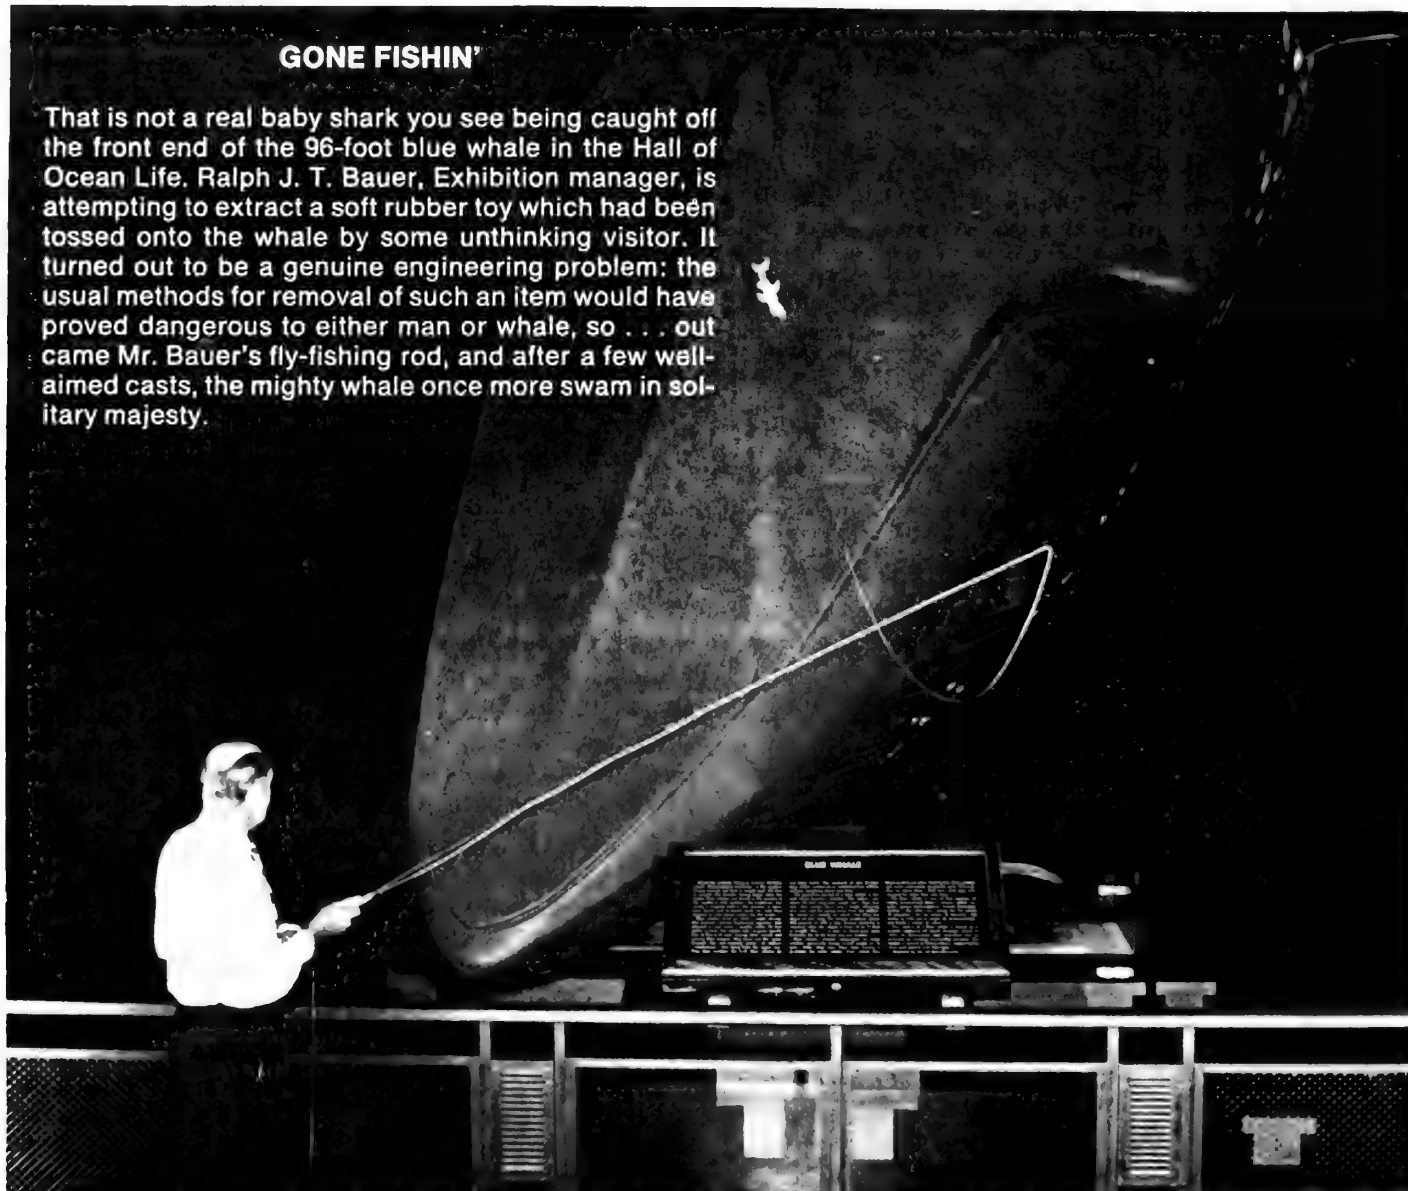 GONE FISHIN'
That is not a real baby shark you see being caught off
the front end of the 96-foot blue whale in the Hall of
Ocean Life. Ralph J. T. Bauer, Exhibition manager, is
attempting to extract a soft rubber toy which had been
tossed onto the whale by some unthinking visitor. It
turned out to be a genuine engineering problem: the
usual methods for removal of such an item would have
proved dangerous to either man or whale, so . . . out
came Mr. Bauer's fly-fishing rod, and after a few well-
aimed casts, the mighty whale once more swam in sol-
itary majesty.
BLUE WHALE